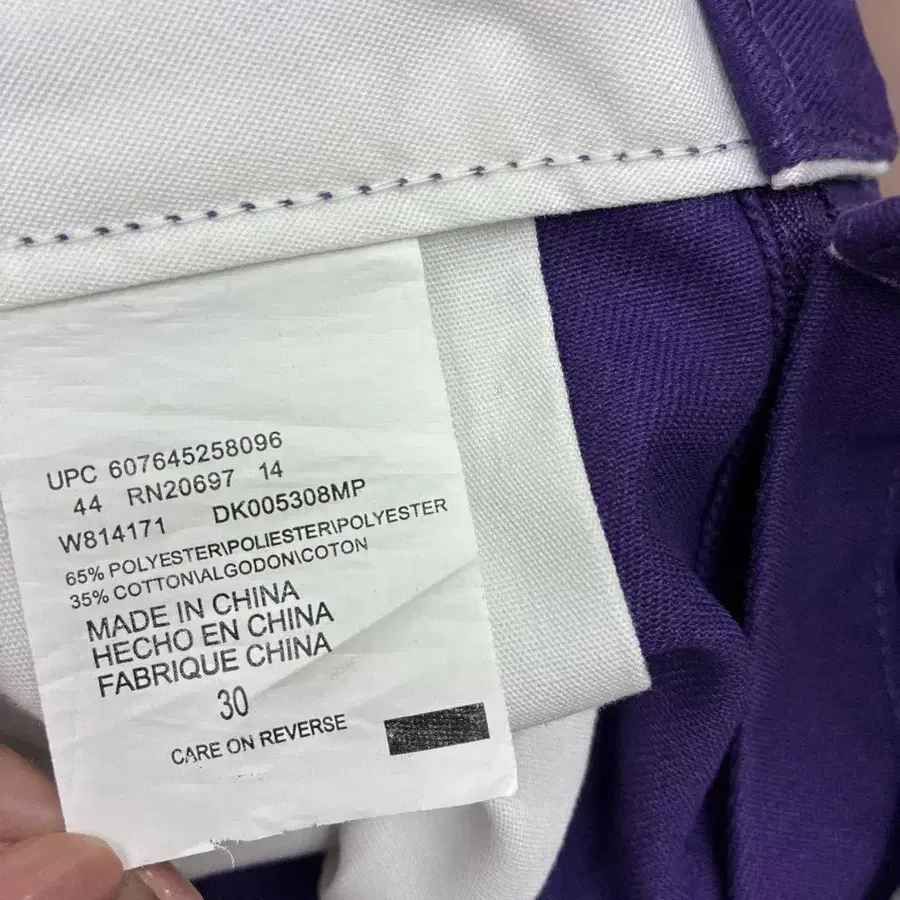 UPC 607645258096
44 RN20697 14
W814171 DK005308MP
65% POLYESTER\POLIESTER\POLYESTER
35% COTTON\ALGODON\COTON
MADE IN CHINA
HECHO EN CHINA
FABRIQUE CHINA
30
CARE ON REVERSE